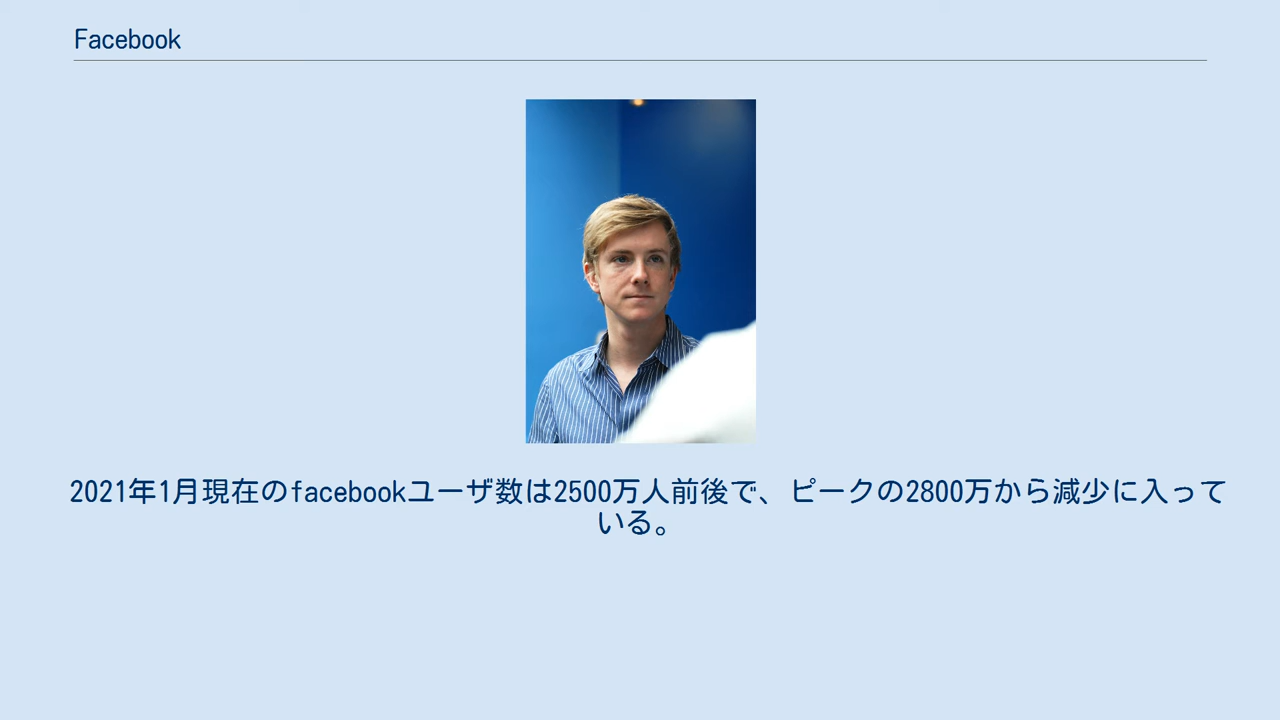 Facebook
2021年1月現在のfacebookユーザ数は2500万人前後で、ピークの2800万から減少に入って
いる。